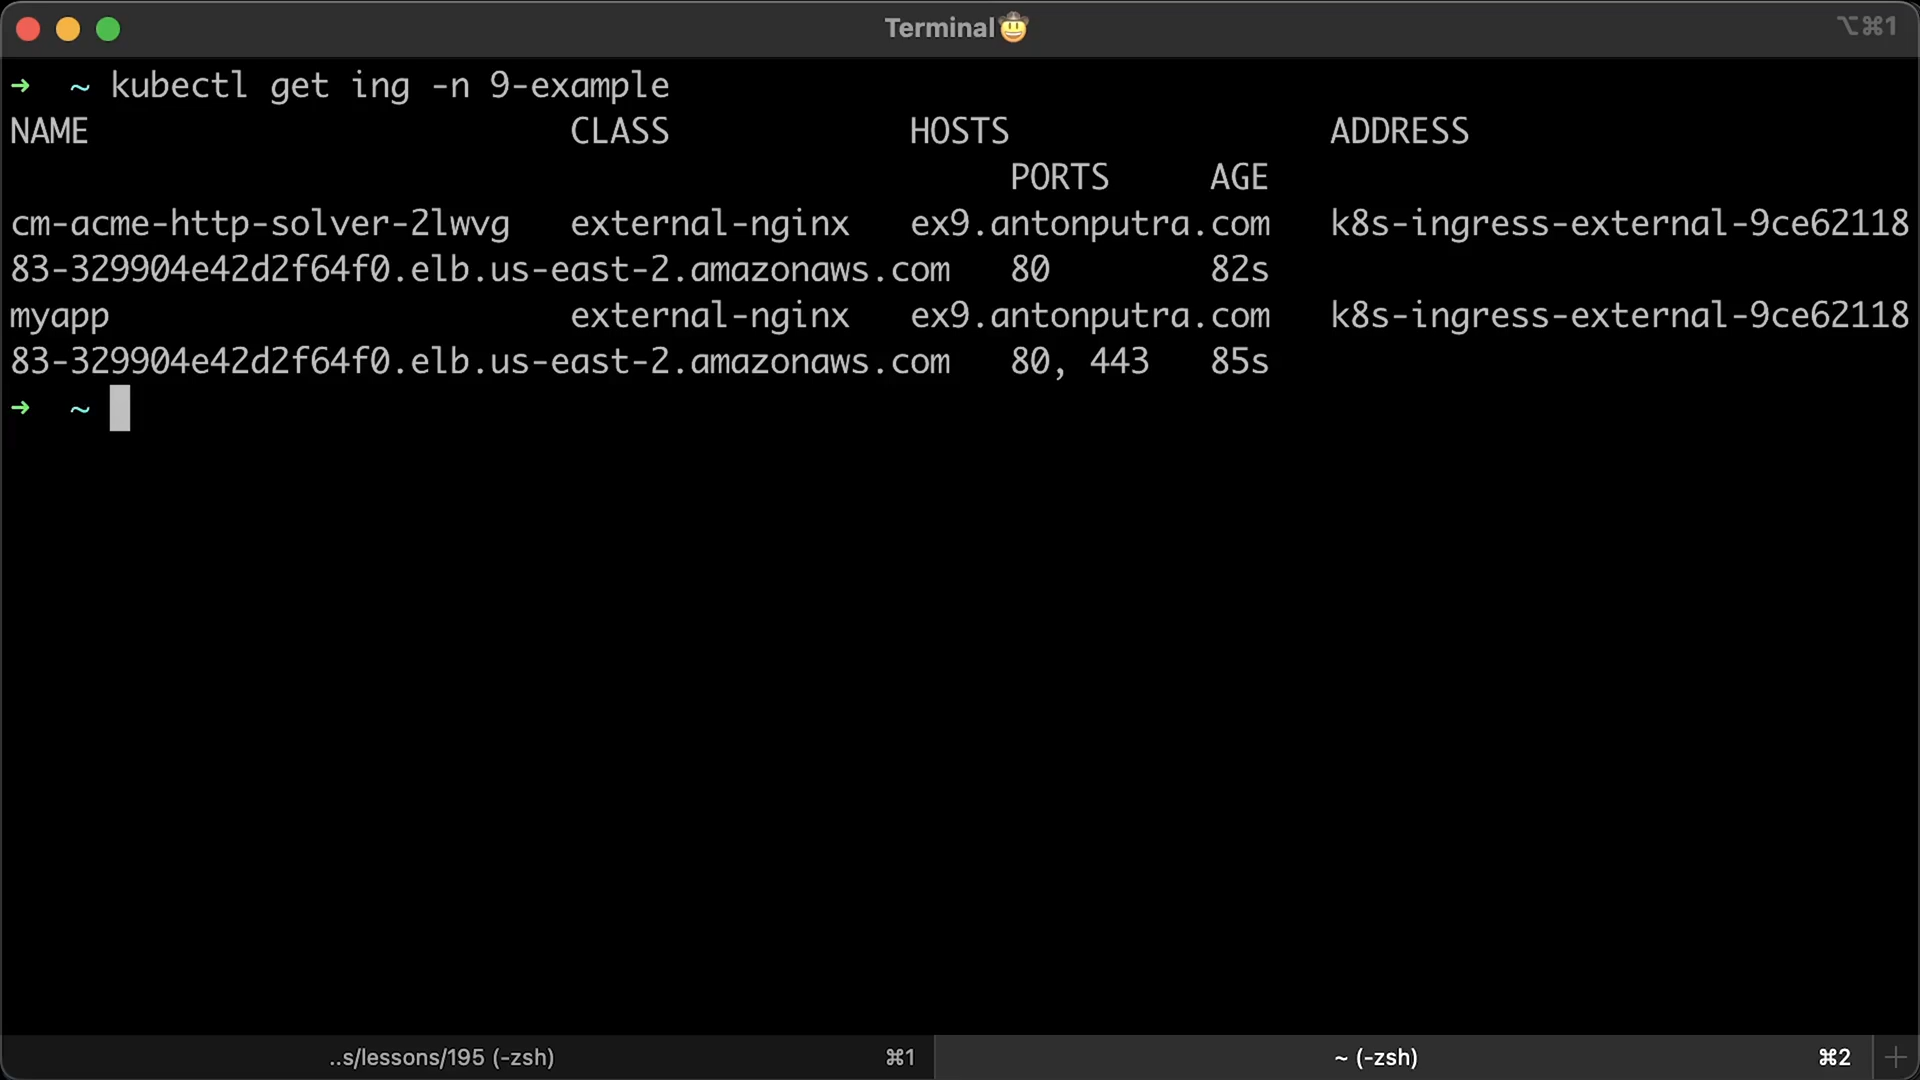 Terminal🤠
⌥⌘1
➜ ~ kubectl get ing -n 9-example
NAME CLASS HOSTS ADDRESS
PORTS AGE
cm-acme-http-solver-2lwvg external-nginx ex9.antonputra.com k8s-ingress-external-9ce62118
83-329904e42d2f64f0.elb.us-east-2.amazonaws.com 80 82s
myapp external-nginx ex9.antonputra.com k8s-ingress-external-9ce62118
83-329904e42d2f64f0.elb.us-east-2.amazonaws.com 80, 443 85s
➜ ~
..s/lessons/195 (-zsh) ⌘1 ~ (-zsh) ⌘2 +